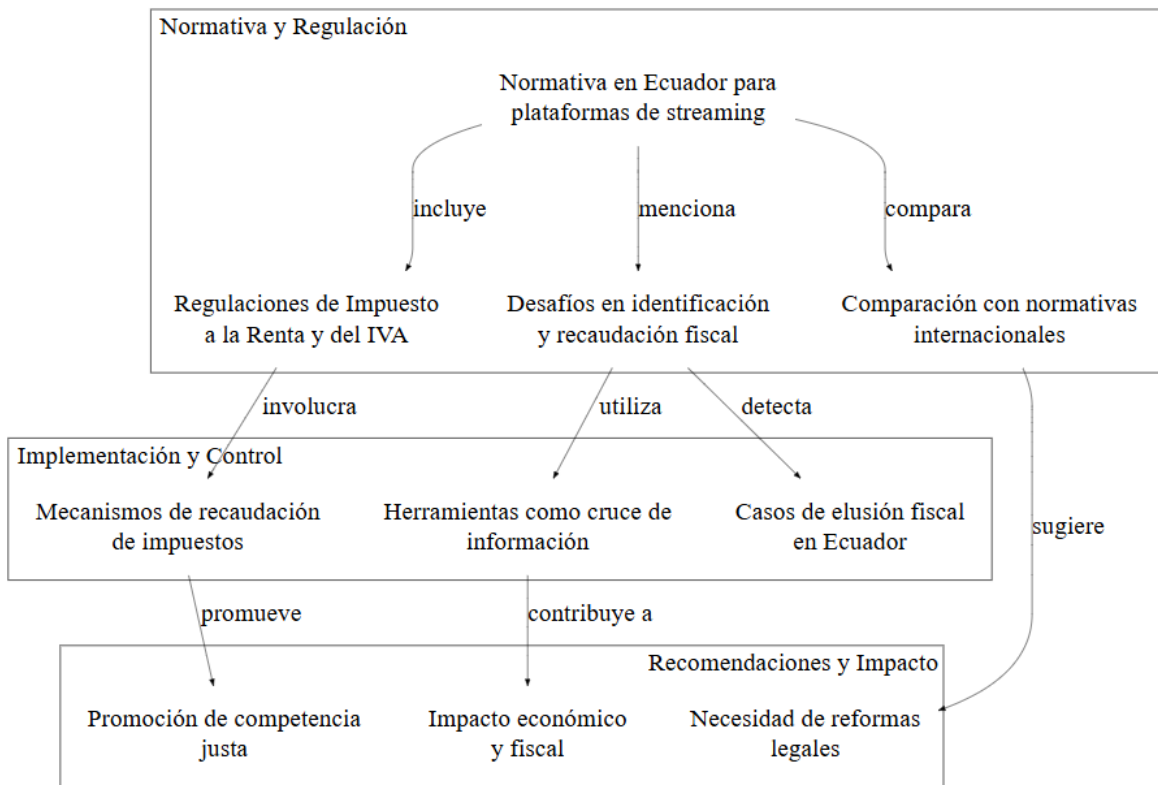 Normativa y Regulación
Normativa en Ecuador para
plataformas de streaming
incluye
menciona
compara
Regulaciones de Impuesto
a la Renta y del IVA
Desafíos en identificación
y recaudación fiscal
Comparación con normativas
internacionales
involucra
utiliza
detecta
Implementación y Control
Mecanismos de recaudación
de impuestos
Herramientas como cruce de
información
Casos de elusión fiscal
en Ecuador
sugiere
promueve
contribuye a
Recomendaciones y Impacto
Promoción de competencia
justa
Impacto económico
y fiscal
Necesidad de reformas
legales